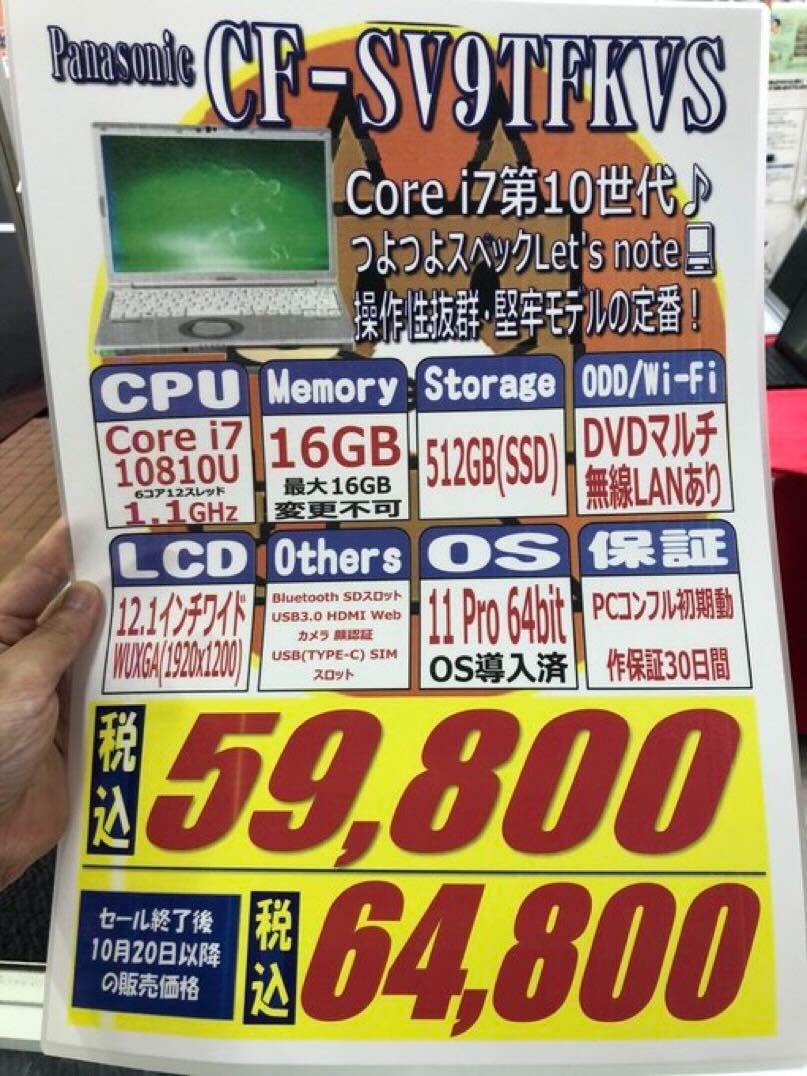 Panasonic CF-SV9TFKVS
Core i7第10世代♪
つよつよスペックLet's note
操作性抜群・堅牢モデルの定番！
CPU
Core i7
10810U
6コア12スレッド
1.1GHz
Memory
16GB
最大16GB
変更不可
Storage
512GB(SSD)
ODD/Wi-Fi
DVDマルチ
無線LANあり
LCD
12.1インチワイド
WUXGA(1920x1200)
Others
Bluetooth SDスロット
USB3.0 HDMI Web
カメラ 顔認証
USB(TYPE-C) SIM
スロット
OS
11 Pro 64bit
OS導入済
保証
PCコンフル初期動
作保証30日間
税込 59,800
セール終了後
10月20日以降
の販売価格
税込 64,800